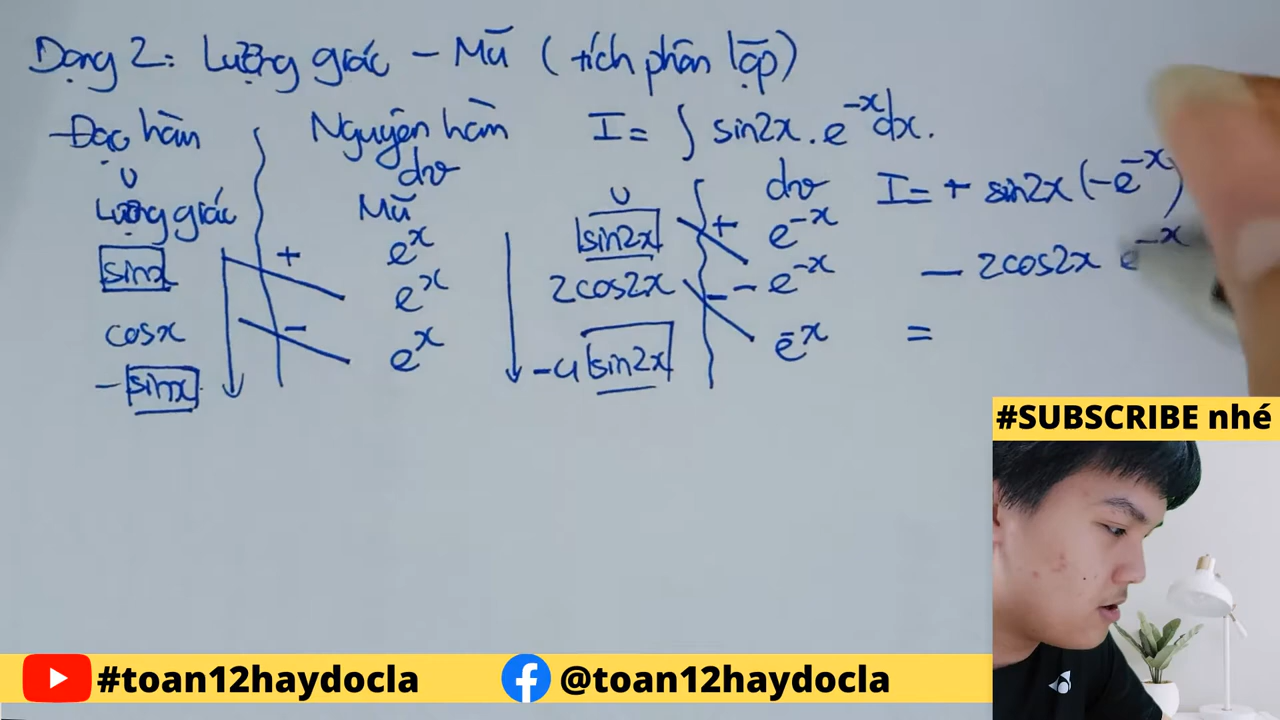 Dạng 2: Lượng giác - Mũ (tích phân lặp)
Đạo hàm
Nguyên hàm
u
dv
Lượng giác
Mũ
sinx
+
e^x
cosx
-
e^x
-sinx
e^x
I = ∫ sin2x . e^-x dx.
u
dv
sin2x
+
e^-x
2cos2x
-
-e^-x
-4 sin2x
e^-x
I = + sin2x (-e^-x)
- 2cos2x e^-x
=
#SUBSCRIBE nhé
#toan12haydocla
@toan12haydocla